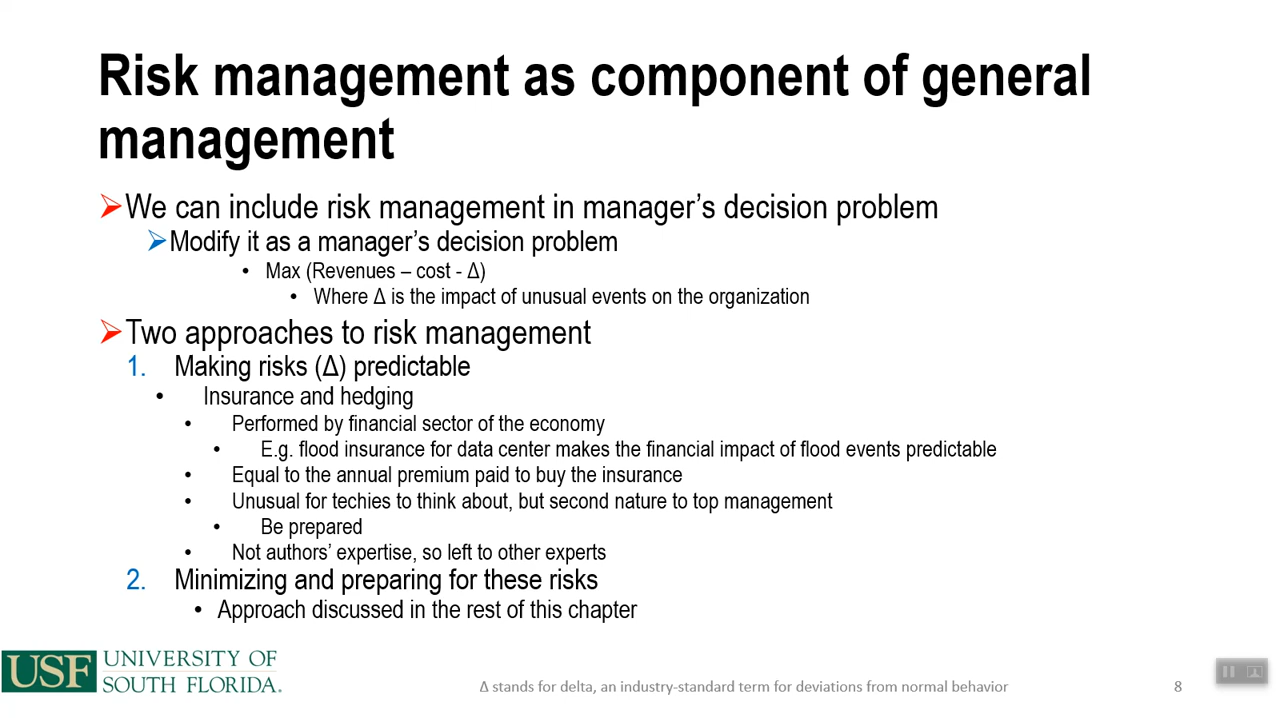 Risk management as component of general
management
We can include risk management in manager’s decision problem
Modify it as a manager’s decision problem
• Max (Revenues – cost - Δ)
• Where Δ is the impact of unusual events on the organization
Two approaches to risk management
1. Making risks (Δ) predictable
• Insurance and hedging
• Performed by financial sector of the economy
• E.g. flood insurance for data center makes the financial impact of flood events predictable
• Equal to the annual premium paid to buy the insurance
• Unusual for techies to think about, but second nature to top management
• Be prepared
• Not authors’ expertise, so left to other experts
2. Minimizing and preparing for these risks
• Approach discussed in the rest of this chapter
USF UNIVERSITY OF
SOUTH FLORIDA.
Δ stands for delta, an industry-standard term for deviations from normal behavior
8